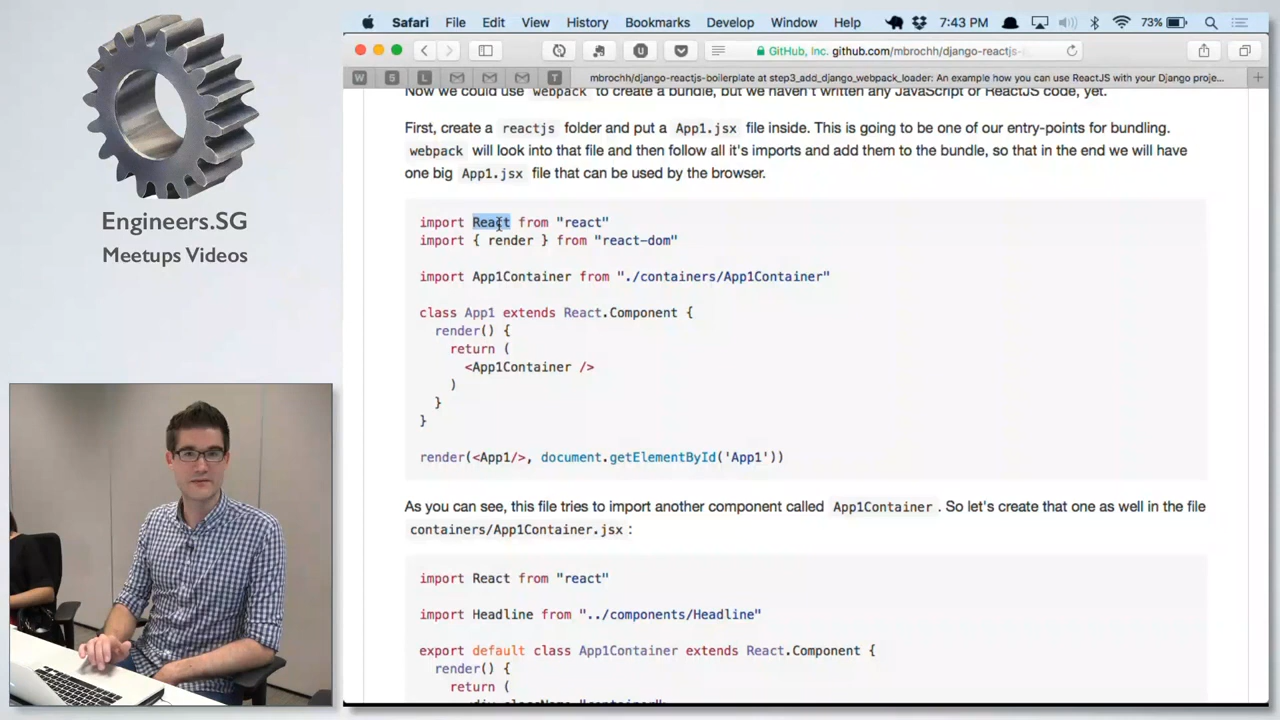 Engineers.SG
Meetups Videos
Safari File Edit View History Bookmarks Develop Window Help 7:43 PM 73%
GitHub, Inc. github.com/mbrochh/django-reactjs-
W 5 L T mbrochh/django-reactjs-boilerplate at step3_add_django_webpack_loader: An example how you can use ReactJS with your Django proje...
Now we could use webpack to create a bundle, but we haven't written any JavaScript or ReactJS code, yet.
First, create a reactjs folder and put a App1.jsx file inside. This is going to be one of our entry-points for bundling.
webpack will look into that file and then follow all it's imports and add them to the bundle, so that in the end we will have
one big App1.jsx file that can be used by the browser.
import React from "react"
import { render } from "react-dom"
import App1Container from "./containers/App1Container"
class App1 extends React.Component {
render() {
return (
<App1Container />
)
}
}
render(<App1/>, document.getElementById('App1'))
As you can see, this file tries to import another component called App1Container . So let's create that one as well in the file
containers/App1Container.jsx :
import React from "react"
import Headline from "../components/Headline"
export default class App1Container extends React.Component {
render() {
return (
<div className="container">